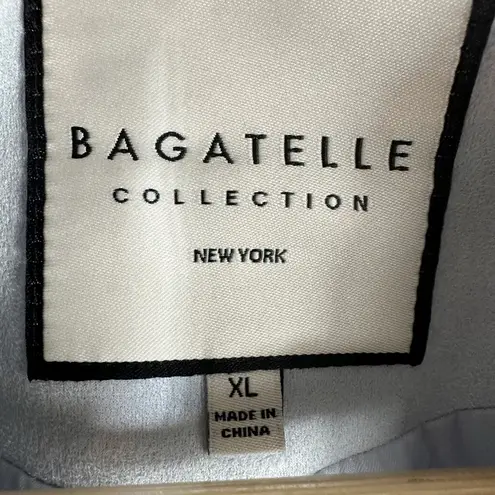 BAGATELLE
COLLECTION
NEW YORK
XL
MADE IN
CHINA